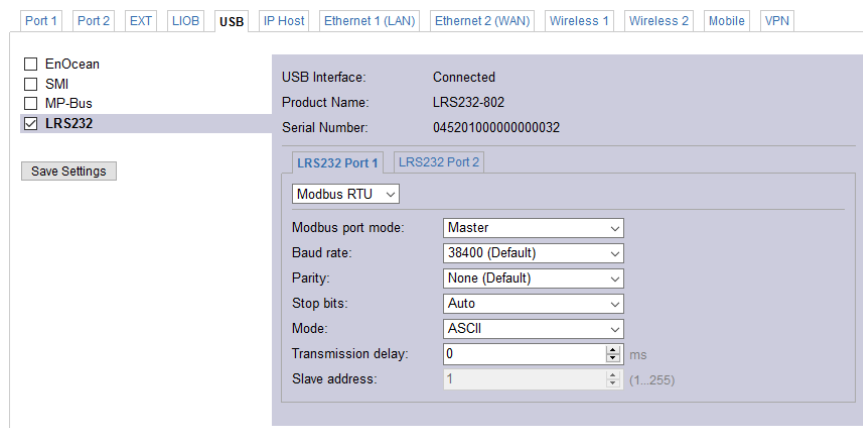 Port 1 Port 2 EXT LIOB USB IP Host Ethernet 1 (LAN) Ethernet 2 (WAN) Wireless 1 Wireless 2 Mobile VPN
EnOcean
SMI
MP-Bus
LRS232
Save Settings
USB Interface: Connected
Product Name: LRS232-802
Serial Number: 045201000000000032
LRS232 Port 1 LRS232 Port 2
Modbus RTU
Modbus port mode: Master
Baud rate: 38400 (Default)
Parity: None (Default)
Stop bits: Auto
Mode: ASCII
Transmission delay: 0 ms
Slave address: 1 (1...255)